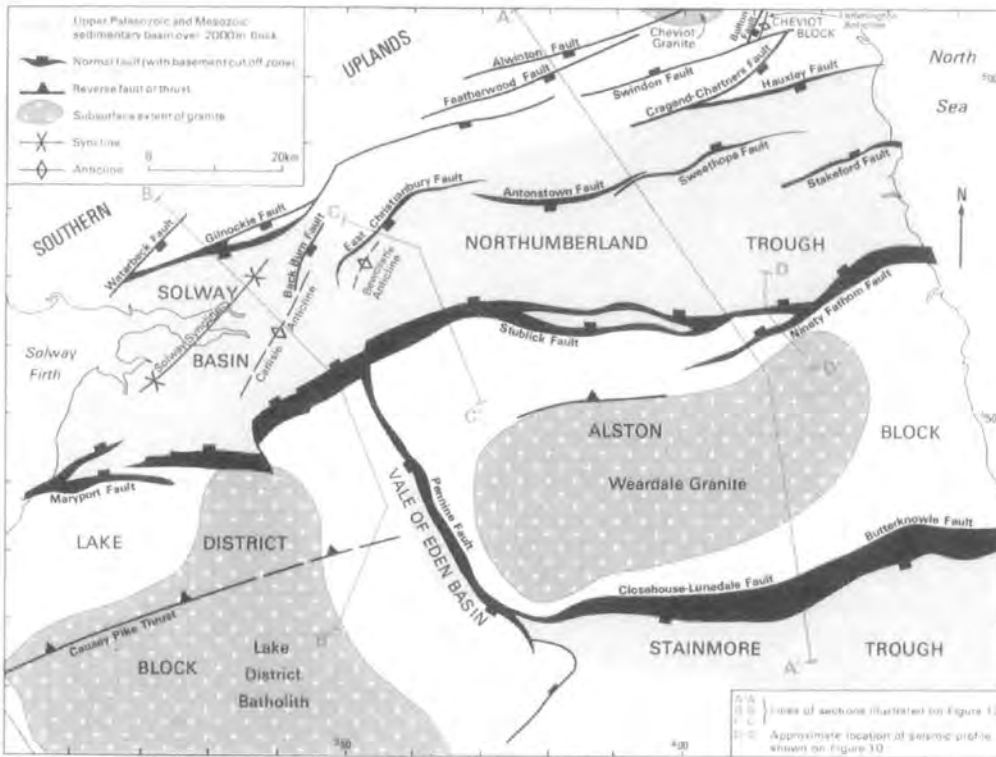 Upper Palaeozoic and Mesozoic
sedimentary basin over 2000m thick
Normal fault (with basement cut off zone)
Reverse fault or thrust
Subsurface extent of granite
Syncline
Anticline
0 20km
A
UPLANDS
Cheviot
Granite
Button
Fault
CHEVIOT
BLOCK
Anticline
Alwinton Fault
Featherwood Fault
Swindon Fault
Cragend-Chartners Fault
Hauxley Fault
North
Sea
Sweethope Fault
Stakeford Fault
Antonstown Fault
N
SOUTHERN
B
C
Waterbeck Fault
Gilnockie Fault
Back Burn Fault
East Christianbury Fault
Bewcastle
Anticline
NORTHUMBERLAND
TROUGH
SOLWAY
Solway Syncline
Carlisle Anticline
BASIN
Solway
Firth
D
D'
Stublick Fault
Ninety Fathom Fault
C'
ALSTON
BLOCK
Weardale Granite
Maryport Fault
Pennine Fault
VALE OF EDEN BASIN
LAKE
DISTRICT
Causey Pike Thrust
BLOCK
Lake
District
Batholith
B'
Butterknowle Fault
Closehouse-Lunedale Fault
STAINMORE
TROUGH
A'
Lines of sections illustrated on Figure
Approximate location of seismic profile
shown on Figure 10